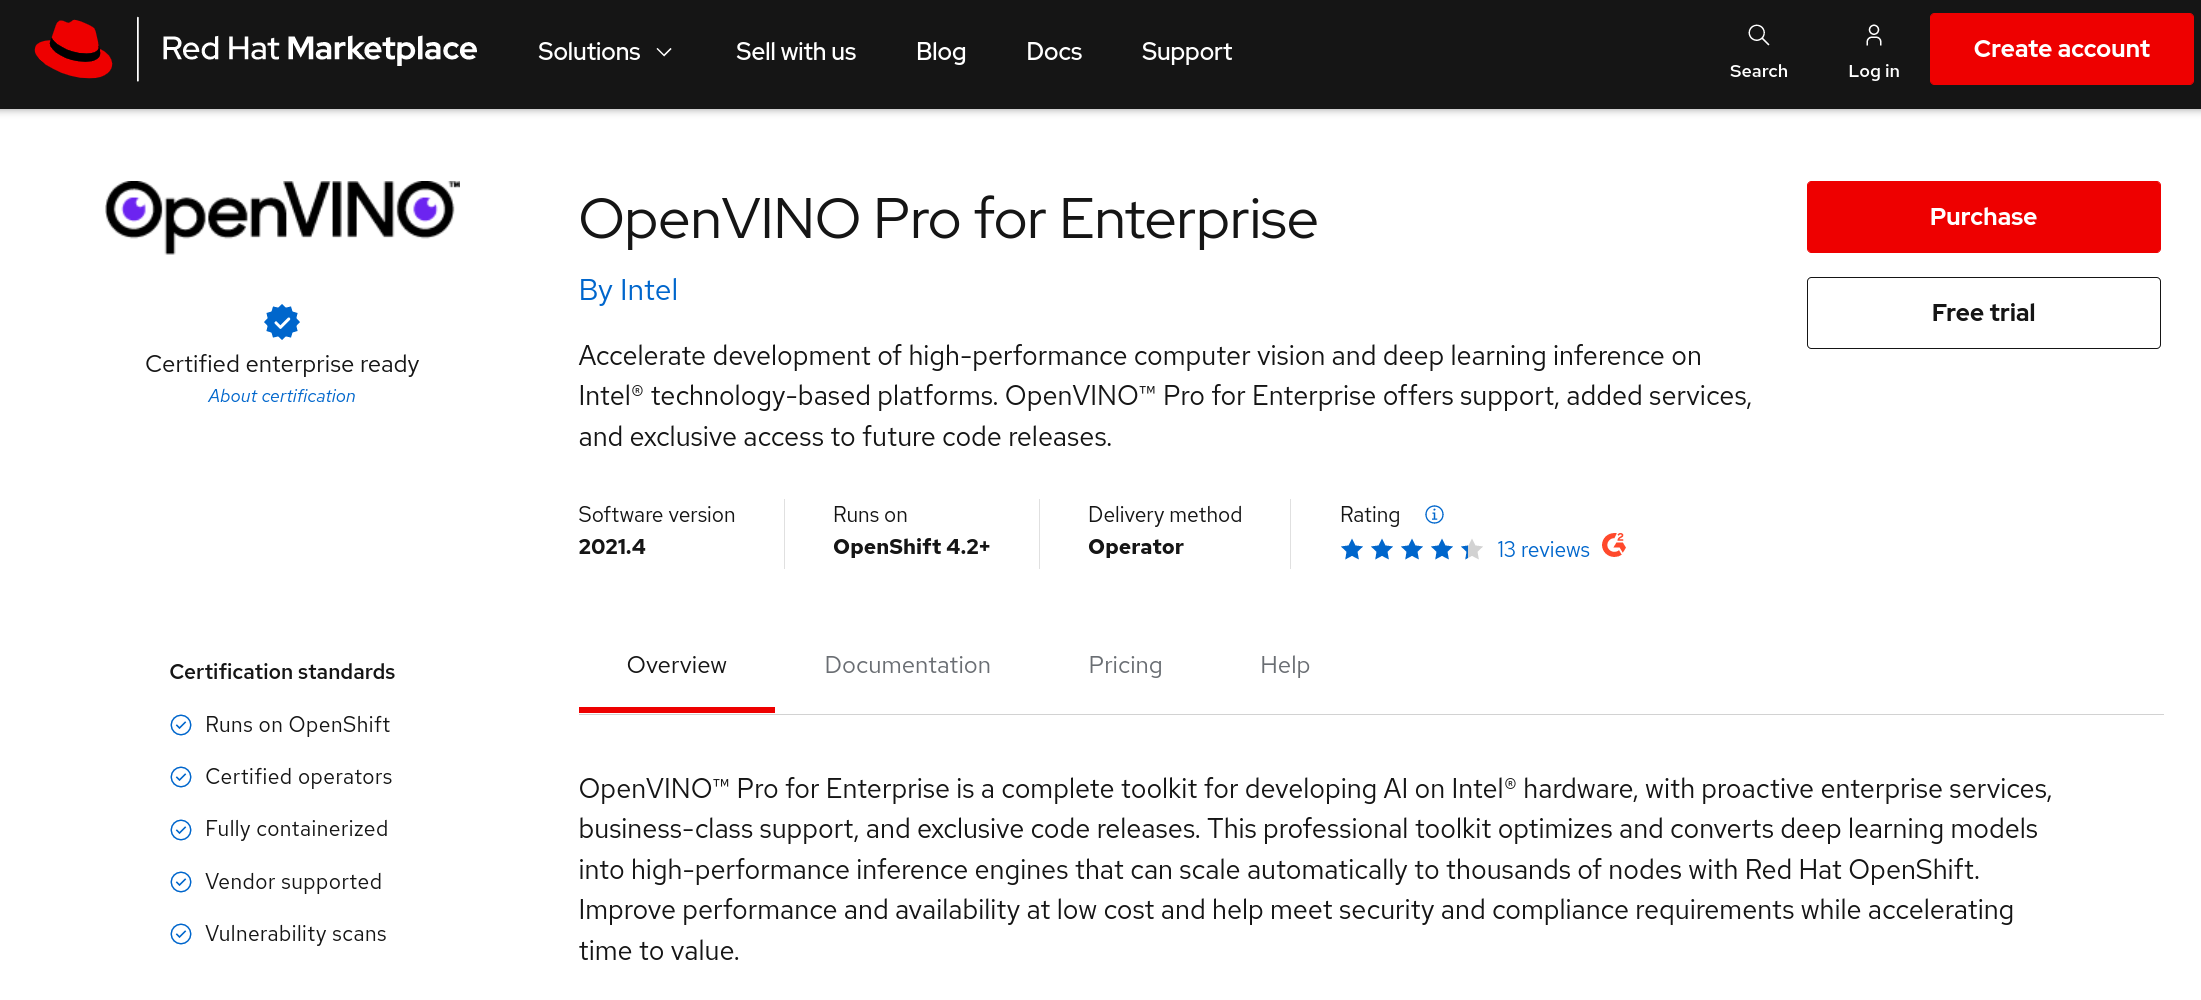 Red Hat Marketplace
Solutions
Sell with us
Blog
Docs
Support
Search
Log in
Create account
OpenVINO™
Certified enterprise ready
About certification
OpenVINO Pro for Enterprise
By Intel
Accelerate development of high-performance computer vision and deep learning inference on
Intel® technology-based platforms. OpenVINO™ Pro for Enterprise offers support, added services,
and exclusive access to future code releases.
Purchase
Free trial
Software version
2021.4
Runs on
OpenShift 4.2+
Delivery method
Operator
Rating
13 reviews
Certification standards
Runs on OpenShift
Certified operators
Fully containerized
Vendor supported
Vulnerability scans
Overview
Documentation
Pricing
Help
OpenVINO™ Pro for Enterprise is a complete toolkit for developing AI on Intel® hardware, with proactive enterprise services,
business-class support, and exclusive code releases. This professional toolkit optimizes and converts deep learning models
into high-performance inference engines that can scale automatically to thousands of nodes with Red Hat OpenShift.
Improve performance and availability at low cost and help meet security and compliance requirements while accelerating
time to value.